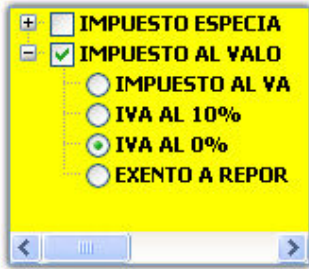 IMPUESTO ESPECIA
IMPUESTO AL VALO
IMPUESTO AL VA
IVA AL 10%
IVA AL 0%
EXENTO A REPOR